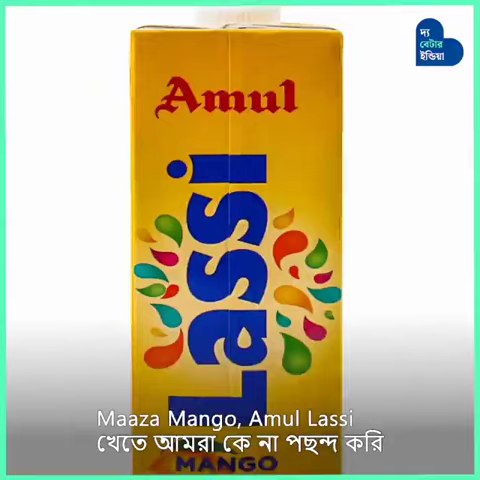 দ্য
বেটার
ইন্ডিয়া
Amul
Lassi
Maaza Mango, Amul Lassi
খেতে আমরা কে না পছন্দ করি
MANGO